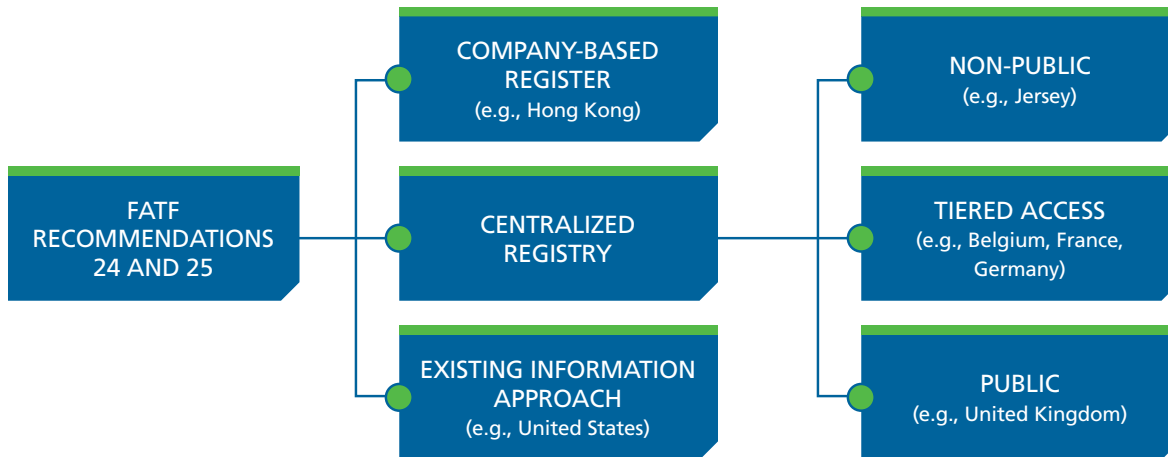 FATF
RECOMMENDATIONS
24 AND 25
COMPANY-BASED
REGISTER
(e.g., Hong Kong)
CENTRALIZED
REGISTRY
EXISTING INFORMATION
APPROACH
(e.g., United States)
NON-PUBLIC
(e.g., Jersey)
TIERED ACCESS
(e.g., Belgium, France,
Germany)
PUBLIC
(e.g., United Kingdom)